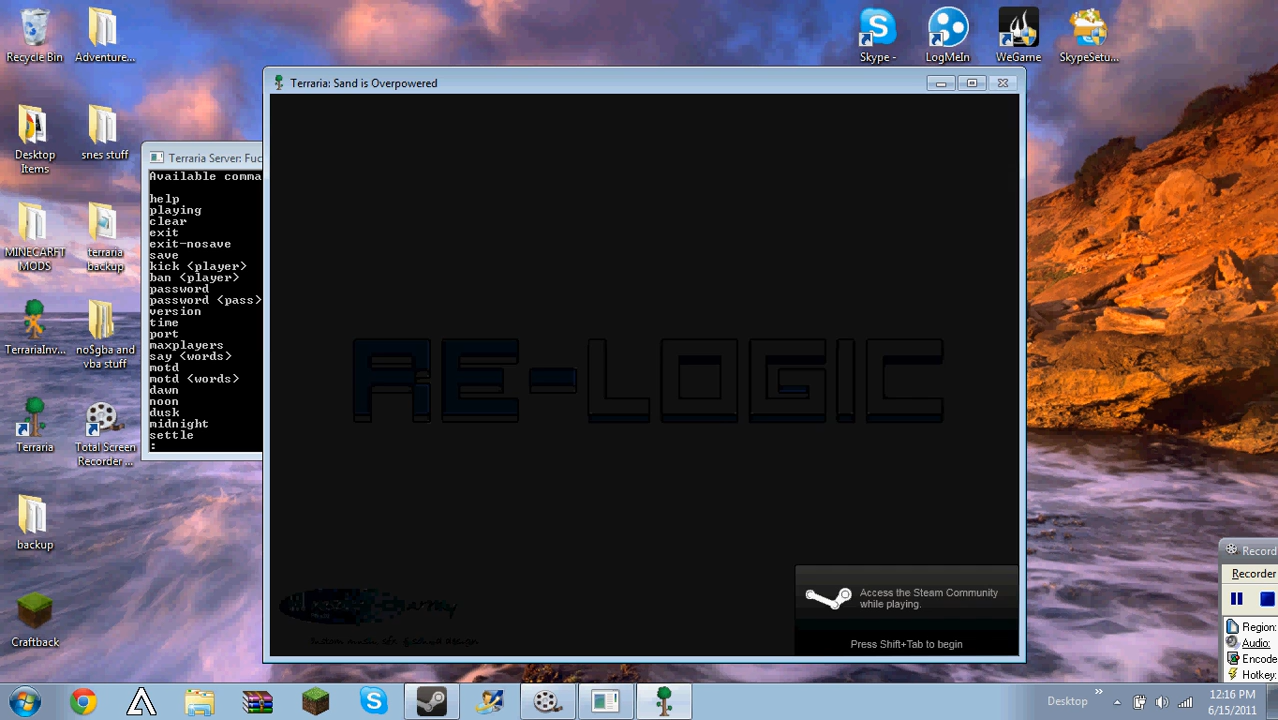 Recycle Bin
Adventure...
Skype -
LogMeIn
WeGame
SkypeSetu...
Terraria: Sand is Overpowered
Desktop
Items
snes stuff
Terraria Server: Fuc
Available comma
help
playing
clear
exit
exit-nosave
save
kick <player>
ban <player>
password
password <pass>
version
time
port
maxplayers
say <words>
motd
motd <words>
dawn
noon
dusk
midnight
settle
:
MINECARFT
MODS
terraria
backup
TerrariaInv...
no$gba and
vba stuff
Terraria
Total Screen
Recorder ...
backup
Craftback
RE-LOGIC
Access the Steam Community
while playing.
Press Shift+Tab to begin
Record
Recorder
Region:
Audio:
Encode
Hotkey:
Desktop
»
12:16 PM
6/15/2011